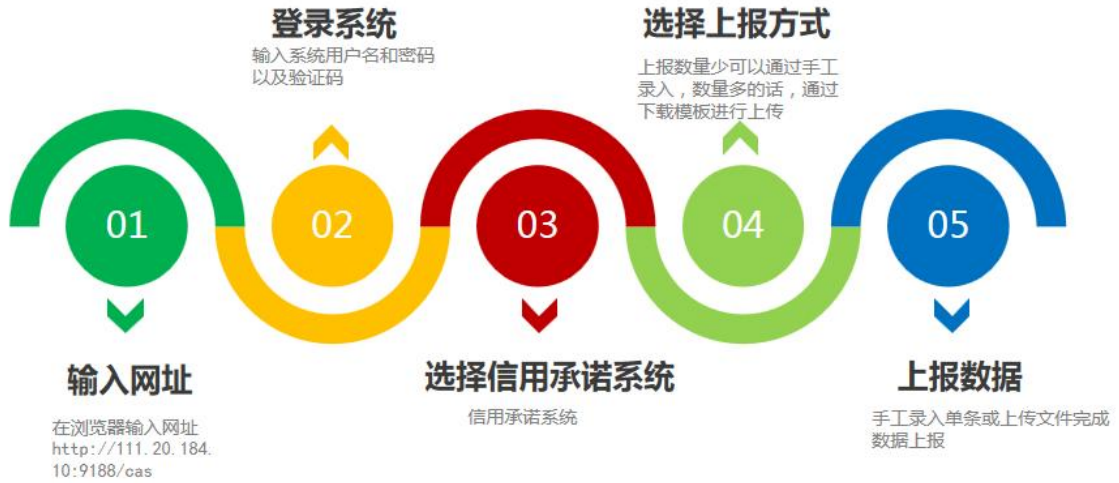 登录系统
输入系统用户名和密码
以及验证码
选择上报方式
上报数量少可以通过手工
录入，数量多的话，通过
下载模板进行上传
01
02
03
04
05
输入网址
在浏览器输入网址
http://111.20.184.
10:9188/cas
选择信用承诺系统
信用承诺系统
上报数据
手工录入单条或上传文件完成
数据上报